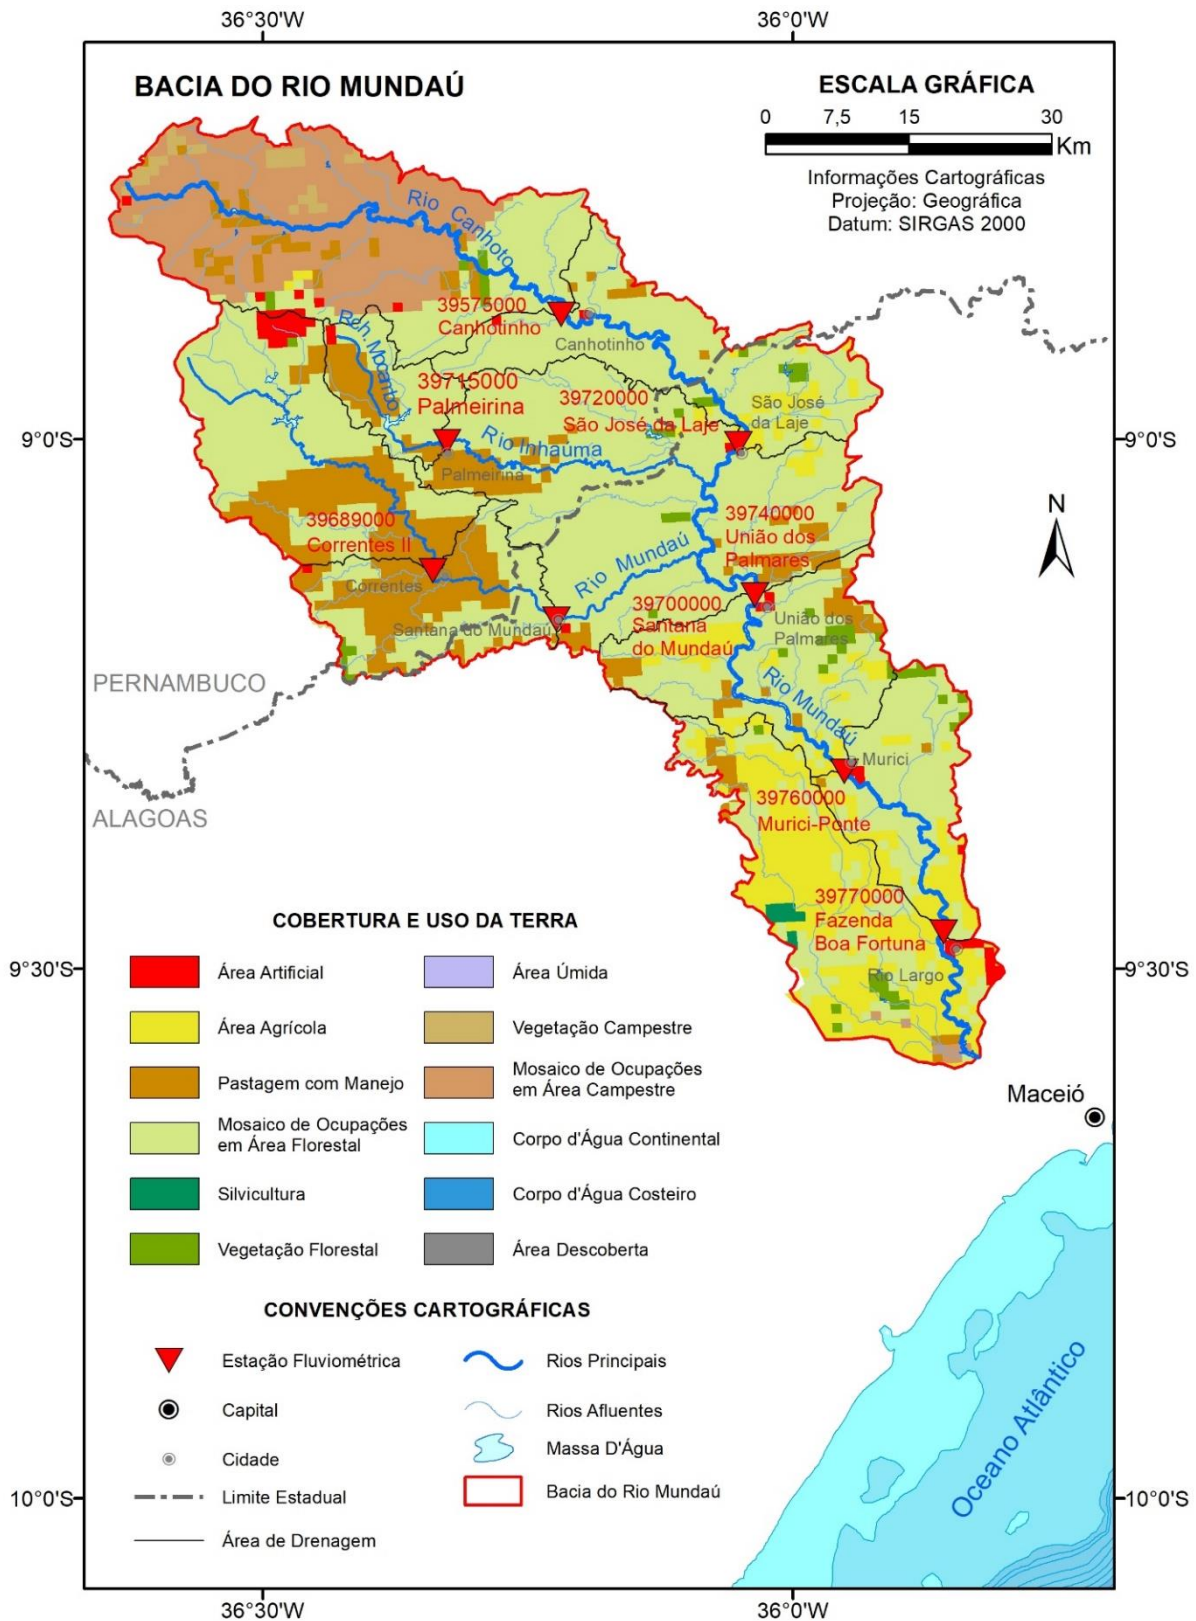 36°30'W
36°0'W
BACIA DO RIO MUNDAÚ
ESCALA GRÁFICA
0 7,5 15 30
Km
Informações Cartográficas
Projeção: Geográfica
Datum: SIRGAS 2000
Rio Canhoto
39575000
Canhotinho
Canhotinho
Rch. Mocambo
39715000
Palmeirina
39720000
São José da Laje
São José
da Laje
9°0'S
9°0'S
Rio Inhaúma
Palmeirina
N
39689000
Correntes II
39740000
União dos
Palmares
Rio Mundaú
Correntes
39700000
Santana
do Mundaú
União dos
Palmares
Santana do Mundaú
PERNAMBUCO
Rio Mundaú
Murici
ALAGOAS
39760000
Murici-Ponte
39770000
Fazenda
Boa Fortuna
Rio Largo
9°30'S
9°30'S
COBERTURA E USO DA TERRA
Área Artificial
Área Úmida
Área Agrícola
Vegetação Campestre
Pastagem com Manejo
Mosaico de Ocupações
em Área Campestre
Mosaico de Ocupações
em Área Florestal
Corpo d'Água Continental
Silvicultura
Corpo d'Água Costeiro
Vegetação Florestal
Área Descoberta
Maceió
CONVENÇÕES CARTOGRÁFICAS
Estação Fluviométrica
Rios Principais
Capital
Rios Afluentes
Cidade
Massa D'Água
Limite Estadual
Bacia do Rio Mundaú
Área de Drenagem
Oceano Atlântico
10°0'S
10°0'S
36°30'W
36°0'W